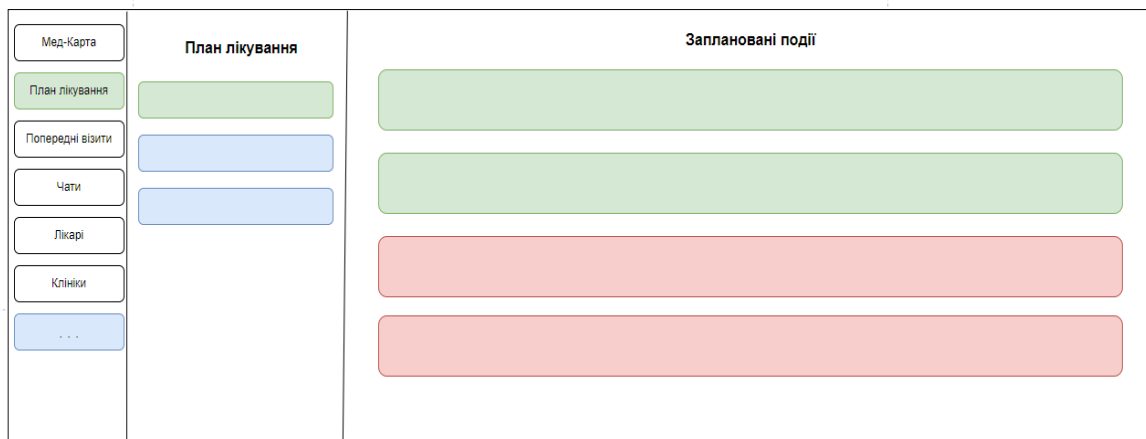 Мед-Карта
План лікування
Попередні візити
Чати
Лікарі
Клініки
. . .
План лікування
Заплановані події